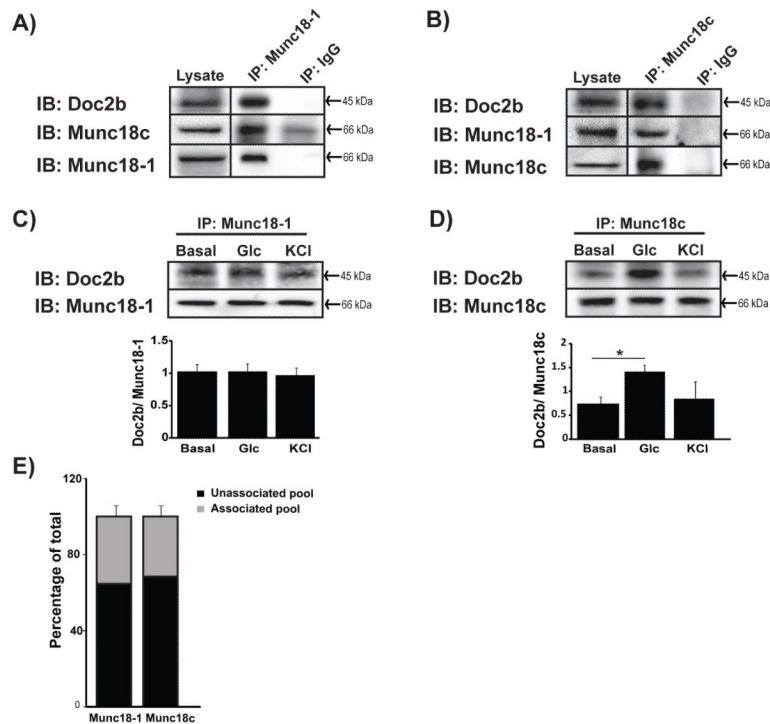 A)
Lysate
IP: Munc18-1
IP: IgG
IB: Doc2b
45 kDa
IB: Munc18c
66 kDa
IB: Munc18-1
66 kDa
B)
Lysate
IP: Munc18c
IP: IgG
IB: Doc2b
45 kDa
IB: Munc18-1
66 kDa
IB: Munc18c
66 kDa
C)
IP: Munc18-1
Basal Glc KCl
IB: Doc2b
45 kDa
IB: Munc18-1
66 kDa
Doc2b/ Munc18-1
1.5
1
0.5
0
Basal Glc KCl
D)
IP: Munc18c
Basal Glc KCl
IB: Doc2b
45 kDa
IB: Munc18c
66 kDa
Doc2b/ Munc18c
2
1.5
1
0.5
0
*
Basal Glc KCl
E)
Percentage of total
120
80
40
0
Unassociated pool
Associated pool
Munc18-1 Munc18c